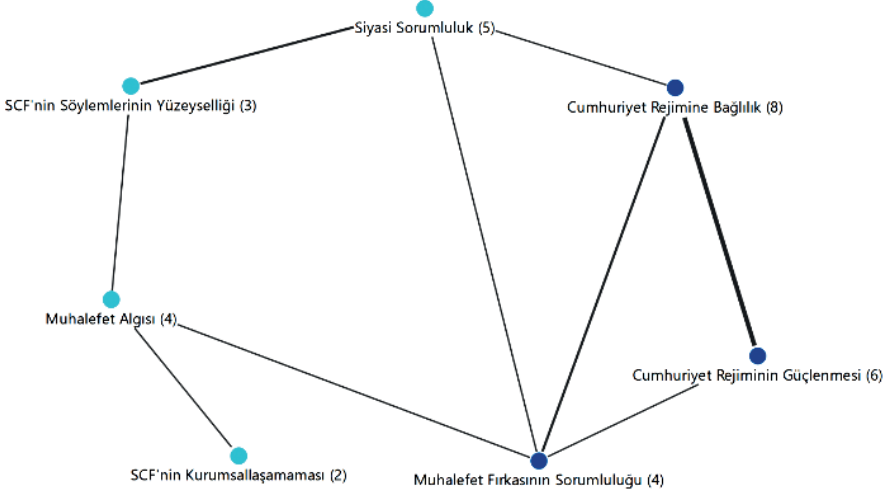 Siyasi Sorumluluk (5)
SCF'nin Söylemlerinin Yüzeyselliği (3)
Cumhuriyet Rejimine Bağlılık (8)
Muhalefet Algısı (4)
Cumhuriyet Rejiminin Güçlenmesi (6)
SCF'nin Kurumsallaşamaması (2)
Muhalefet Fırkasının Sorumluluğu (4)